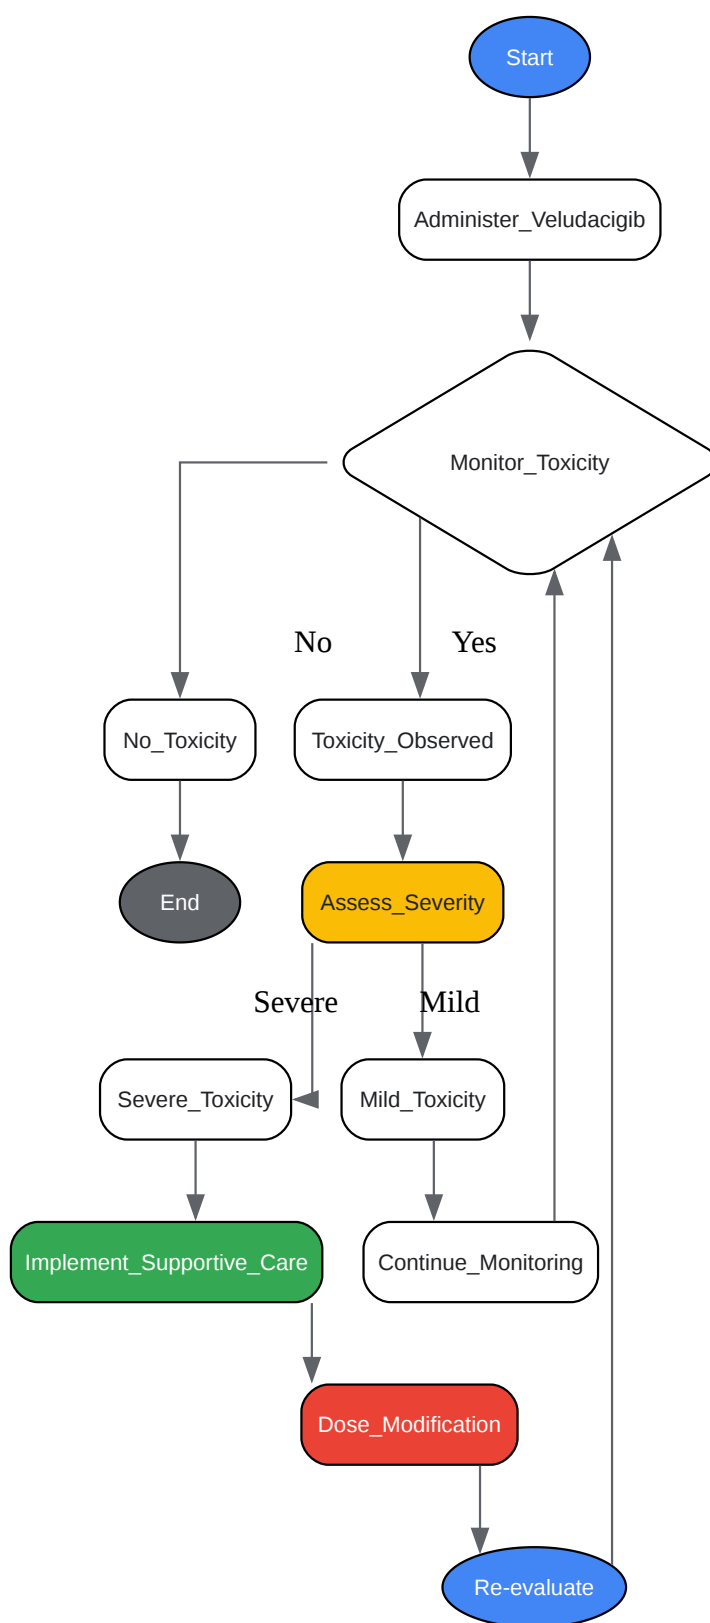 Start
Administer_Veludacigib
Monitor_Toxicity
No
Yes
No_Toxicity
Toxicity_Observed
End
Assess_Severity
Severe
Mild
Severe_Toxicity
Mild_Toxicity
Implement_Supportive_Care
Continue_Monitoring
Dose_Modification
Re-evaluate